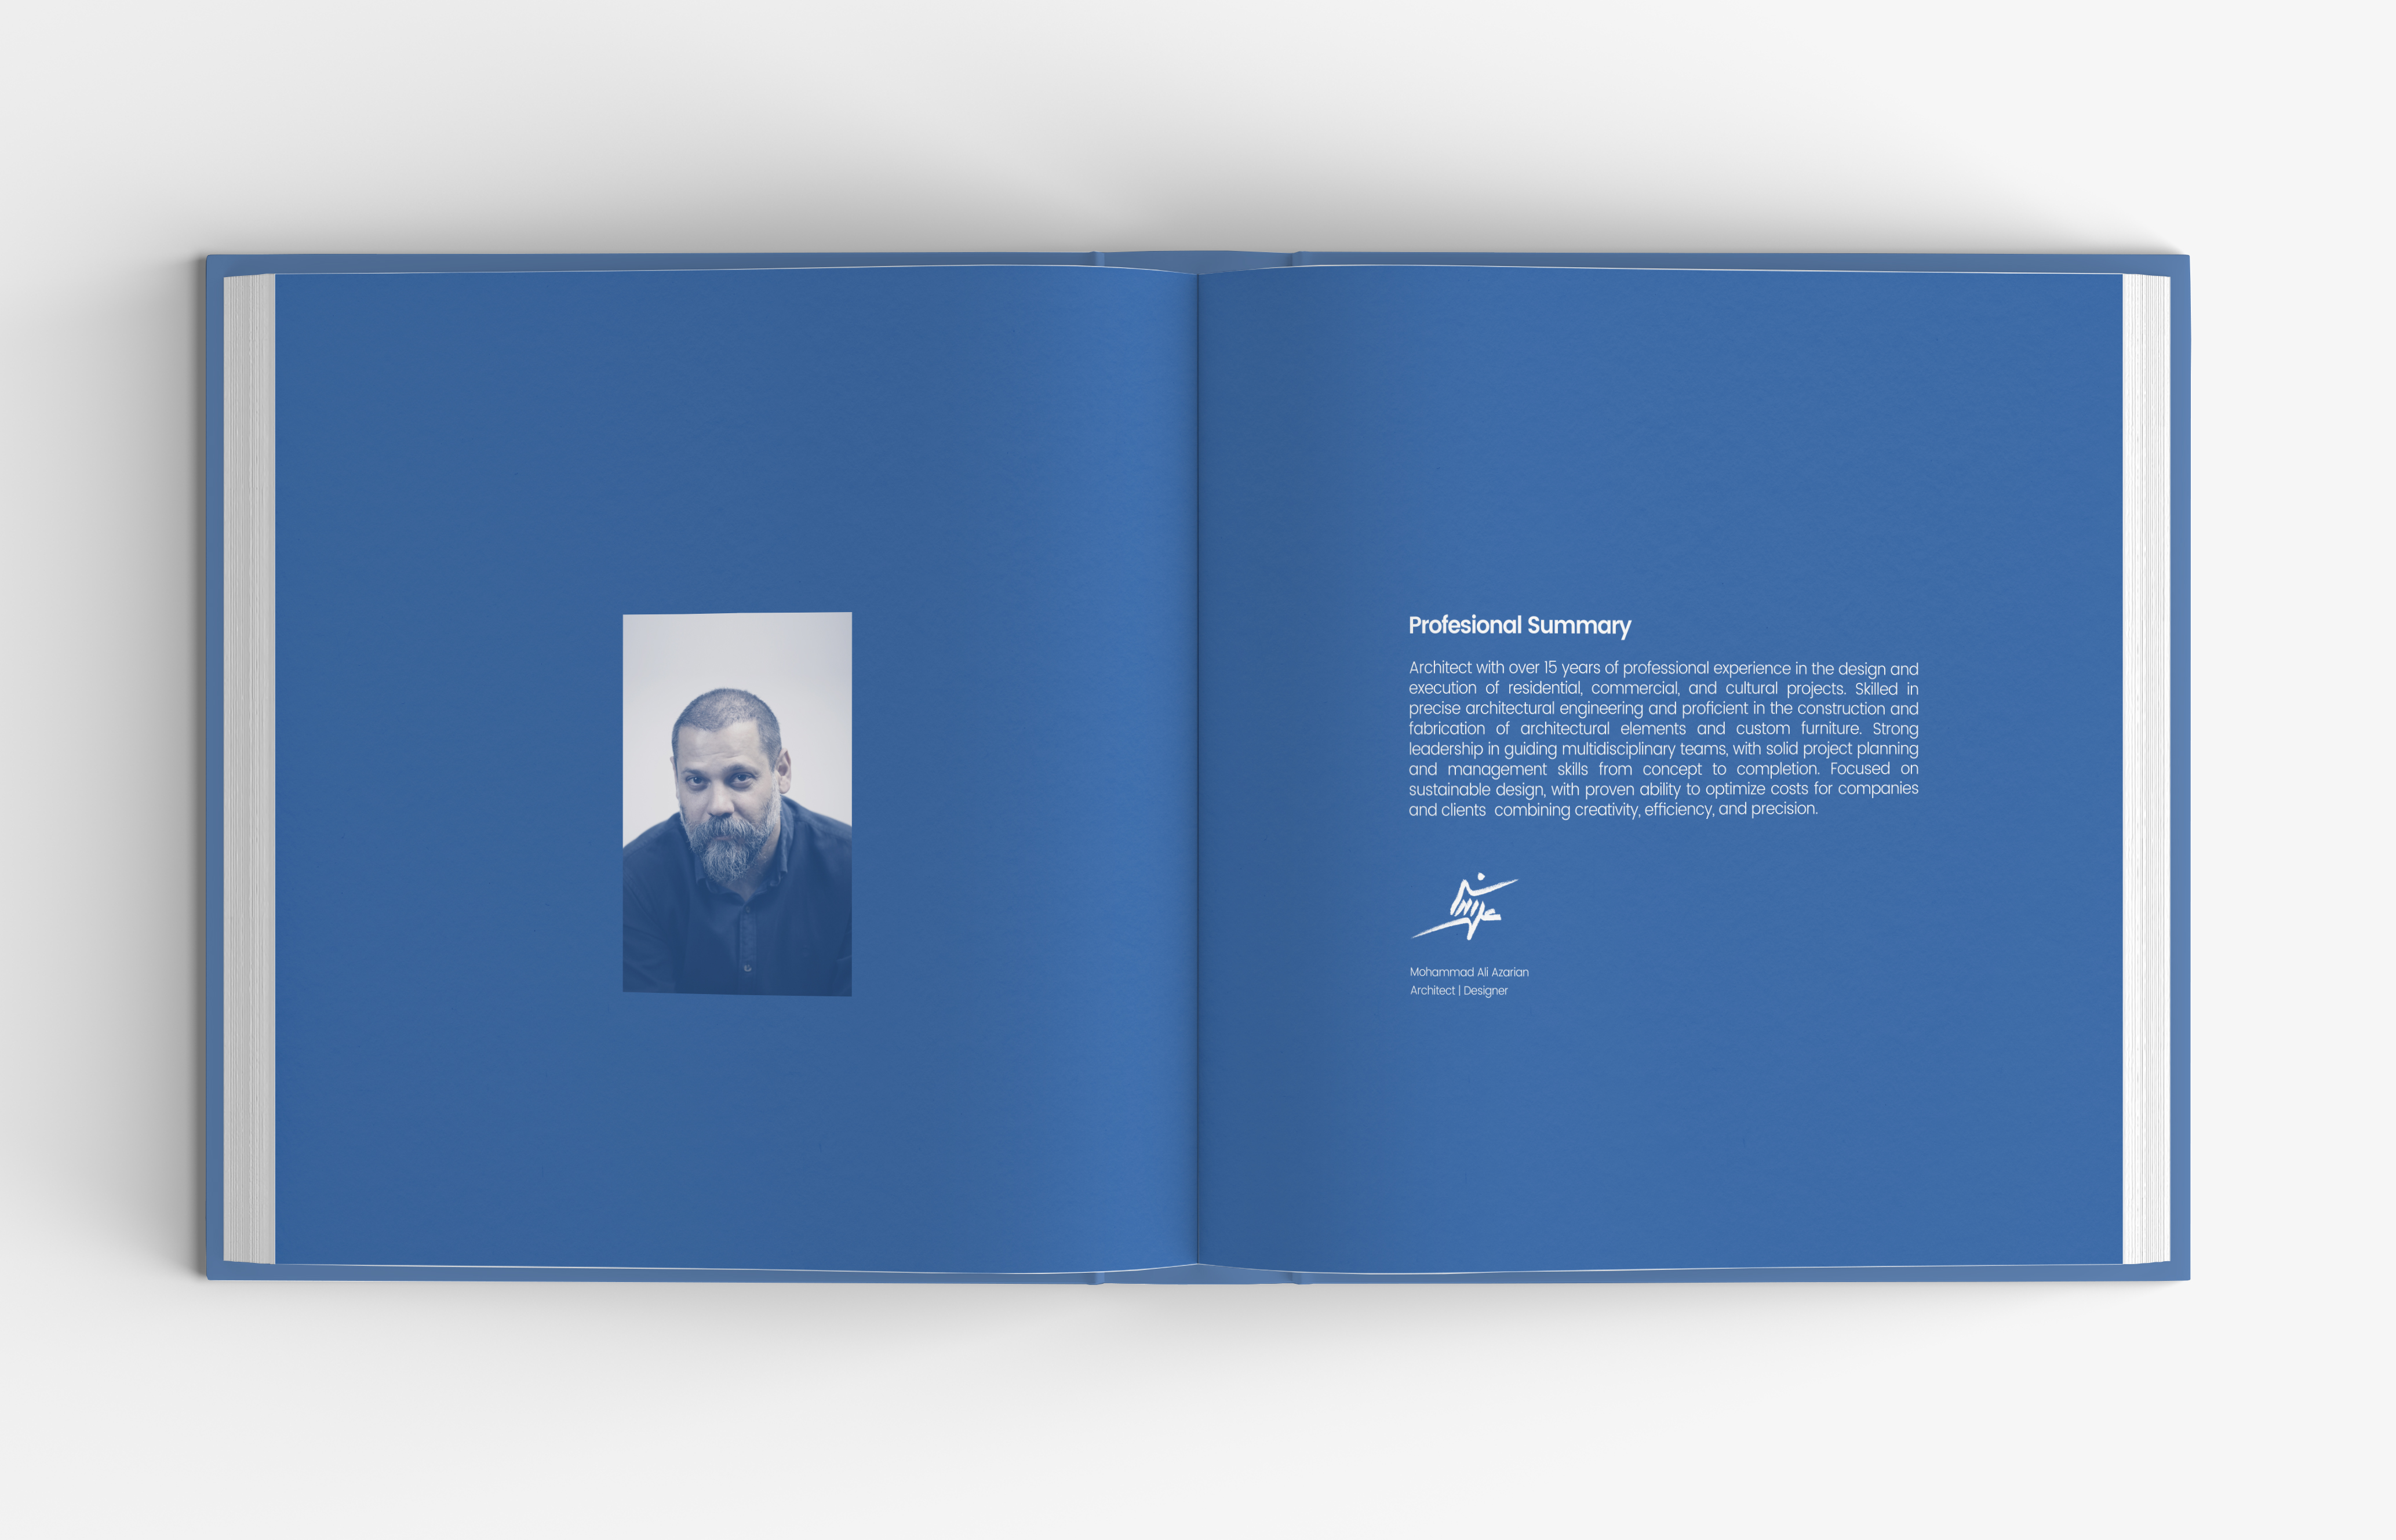 Profesional Summary
Architect with over 15 years of professional experience in the design and
execution of residential, commercial, and cultural projects. Skilled in
precise architectural engineering and proficient in the construction and
fabrication of architectural elements and custom furniture. Strong
leadership in guiding multidisciplinary teams, with solid project planning
and management skills from concept to completion. Focused on
sustainable design, with proven ability to optimize costs for companies
and clients  combining creativity, efficiency, and precision.
Mohammad Ali Azarian
Architect | Designer